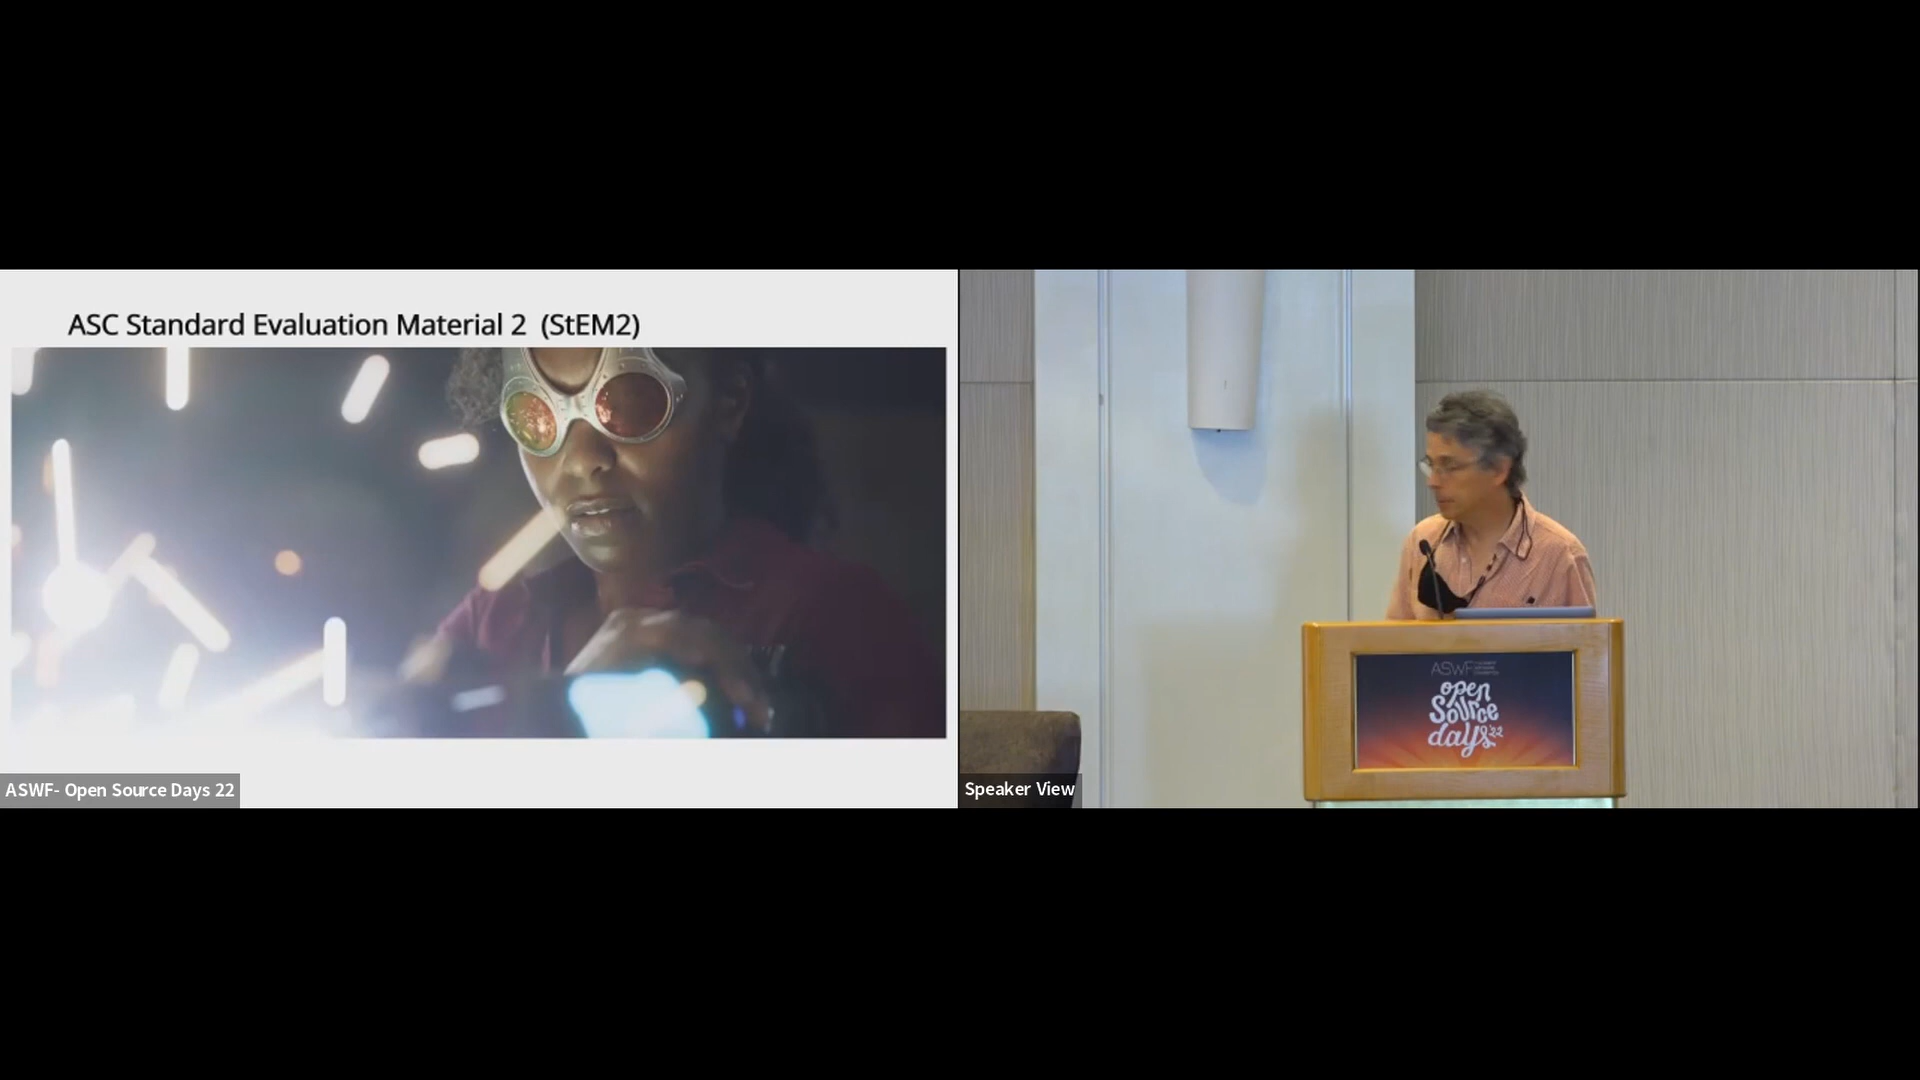 ASC Standard Evaluation Material 2 (StEM2)
ASWF- Open Source Days 22
Speaker View
ASWF
open
Source
days'22